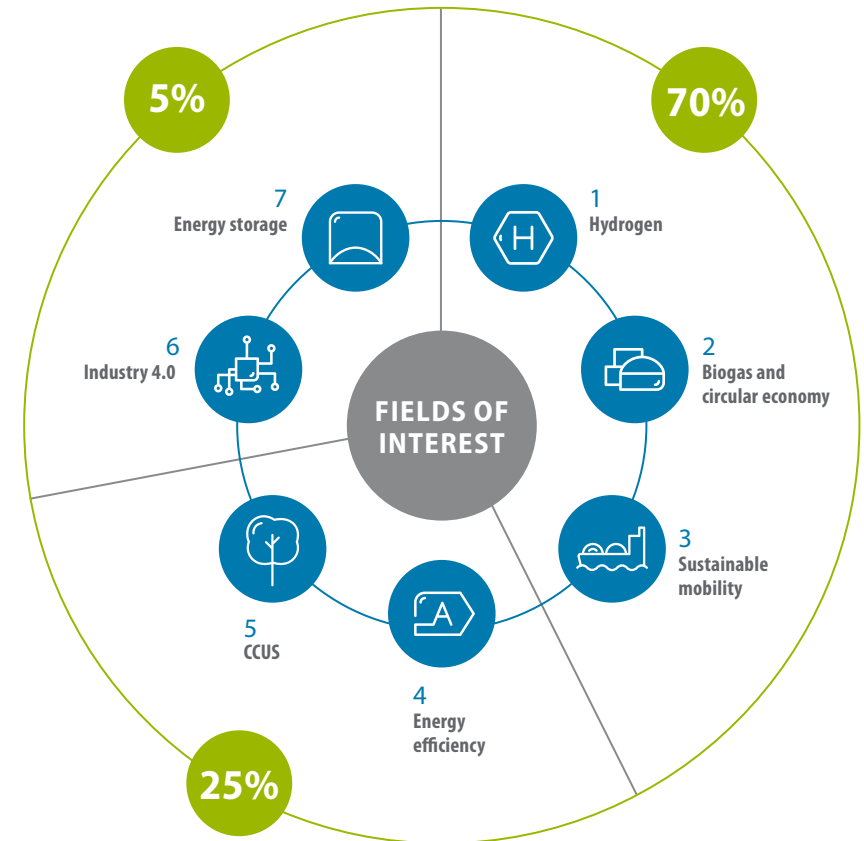 5%
70%
7
Energy storage
1
Hydrogen
6
Industry 4.0
2
Biogas and
circular economy
FIELDS OF
INTEREST
H
3
Sustainable
mobility
5
CCUS
A
4
Energy
efficiency
25%